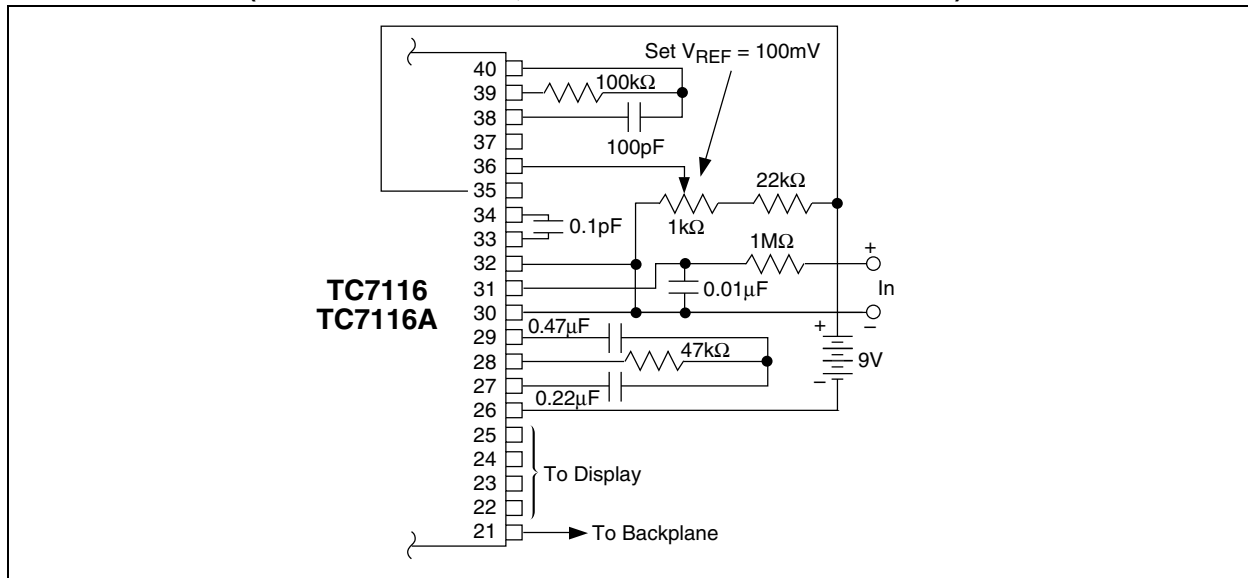 Set VREF = 100mV
40
39
100kΩ
38
37
100pF
36
35
22kΩ
34
0.1pF
1kΩ
33
1MΩ
+
32
31
0.01µF
In
TC7116
TC7116A
30
–
29
0.47µF
+
28
47kΩ
9V
27
–
0.22µF
26
25
24
To Display
23
22
21
To Backplane